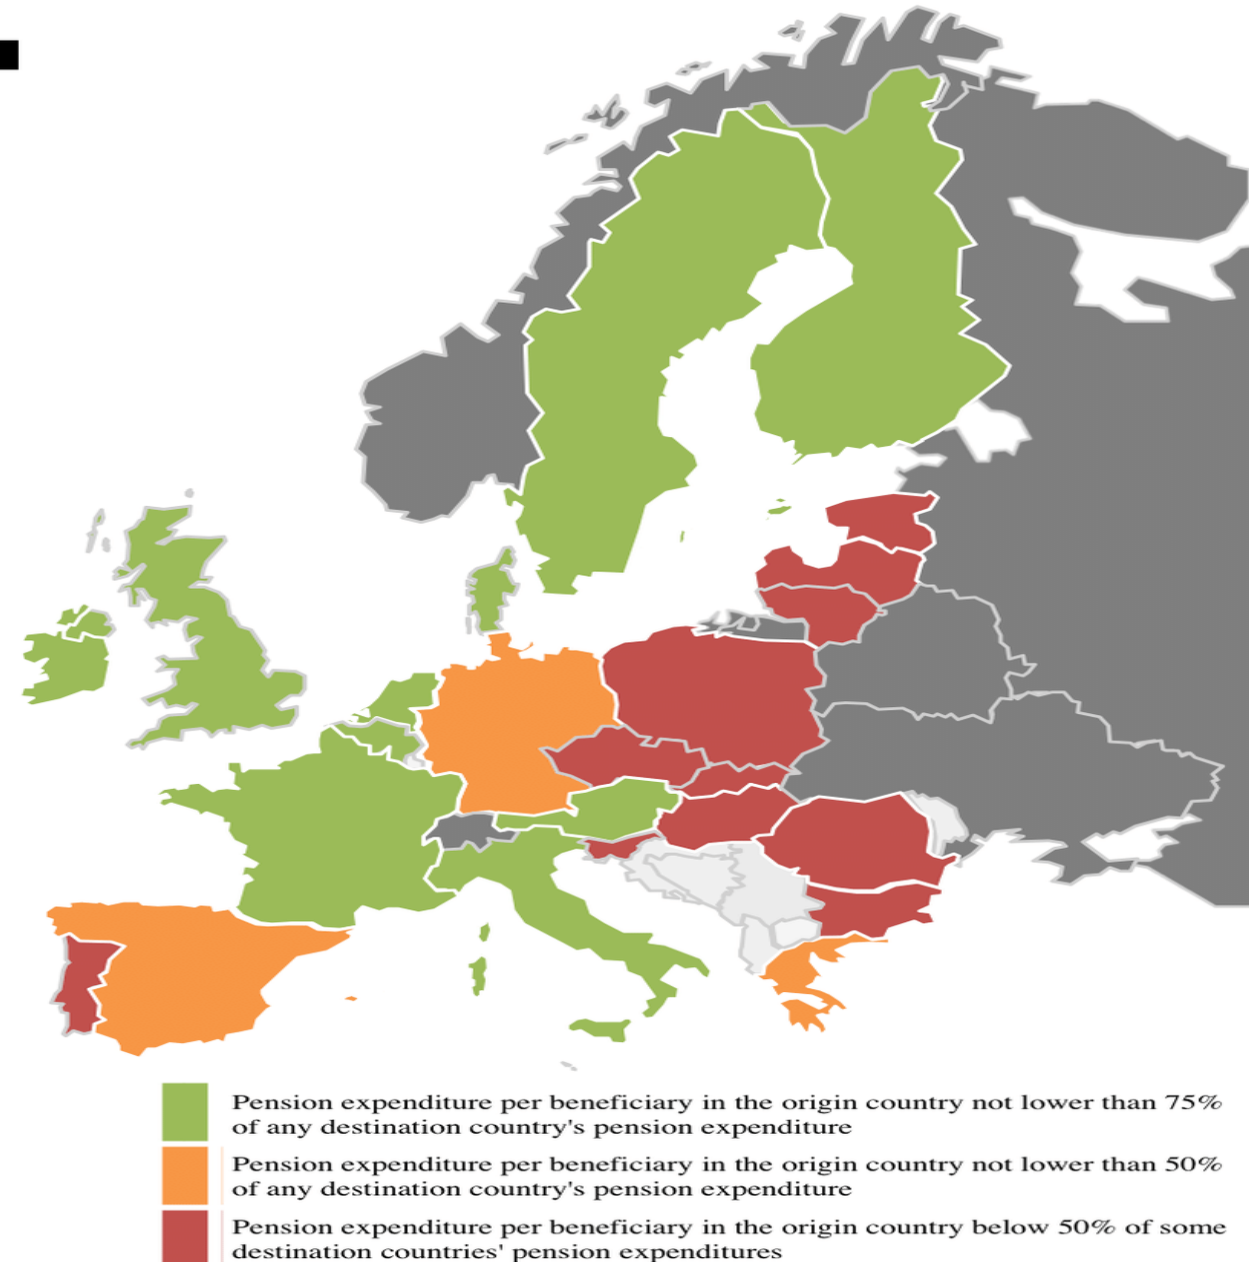 Pension expenditure per beneficiary in the origin country not lower than 75%
of any destination country's pension expenditure
Pension expenditure per beneficiary in the origin country not lower than 50%
of any destination country's pension expenditure
Pension expenditure per beneficiary in the origin country below 50% of some
destination countries' pension expenditures